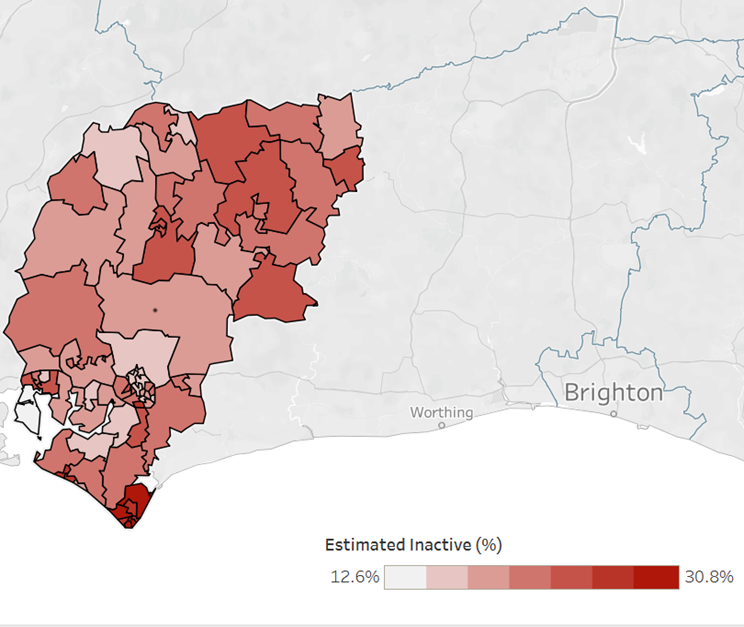 Brighton
Worthing
Estimated Inactive (%)
12.6% 30.8%